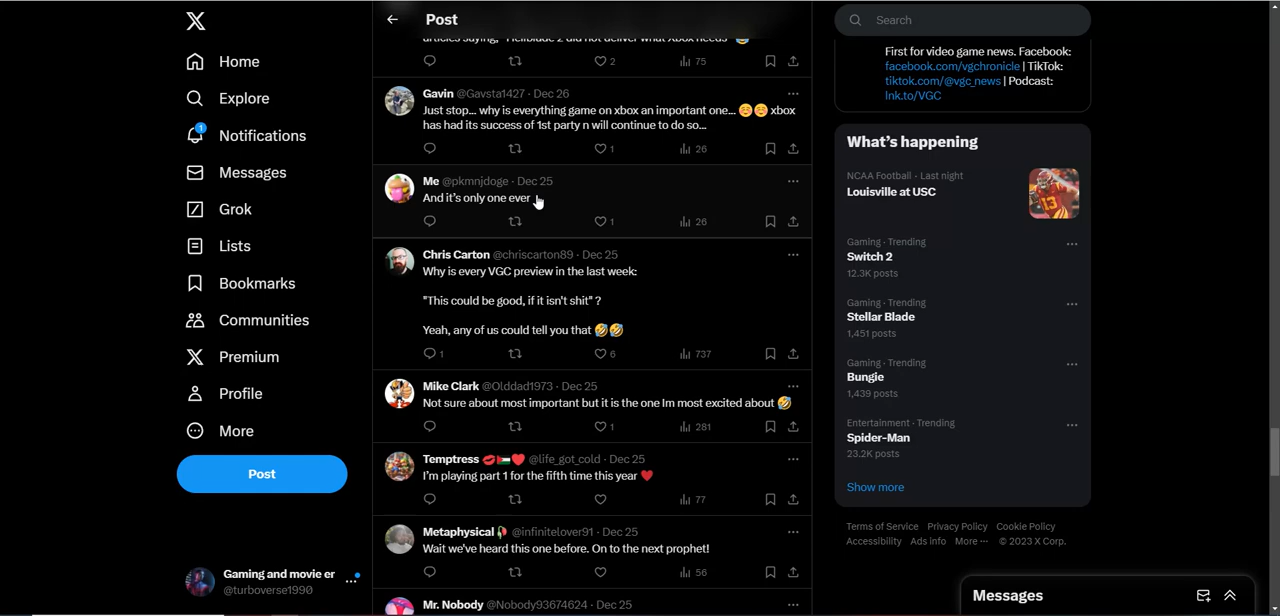 Home
Explore
1
Notifications
Messages
Grok
Lists
Bookmarks
Communities
Premium
Profile
More
Post
Gaming and movie er
@turboverse1990
Post
articles saying, "Hellblade 2 did not deliver what Xbox needs" 🤣
2
75
Gavin @Gavsta1427 · Dec 26
Just stop... why is everything game on xbox an important one... ☺️☺️ xbox
has had its success of 1st party n will continue to do so...
1
26
Me @pkmnjdoge · Dec 25
And it's only one ever
1
26
Chris Carton @chriscarton89 · Dec 25
Why is every VGC preview in the last week:
"This could be good, if it isn't shit" ?
Yeah, any of us could tell you that 🤣🤣
1
6
737
Mike Clark @Olddad1973 · Dec 25
Not sure about most important but it is the one Im most excited about 🤣
1
281
Temptress 💋🇵🇸❤️ @life_got_cold · Dec 25
I'm playing part 1 for the fifth time this year ❤️
77
Metaphysical🥀 @infinitelover91 · Dec 25
Wait we've heard this one before. On to the next prophet!
56
Mr. Nobody @Nobody93674624 · Dec 25
Search
First for video game news. Facebook:
facebook.com/vgchronicle | TikTok:
tiktok.com/@vgc_news | Podcast:
lnk.to/VGC
What's happening
NCAA Football · Last night
Louisville at USC
Gaming · Trending
Switch 2
12.3K posts
Gaming · Trending
Stellar Blade
1,451 posts
Gaming · Trending
Bungie
1,439 posts
Entertainment · Trending
Spider-Man
23.2K posts
Show more
Terms of Service Privacy Policy Cookie Policy
Accessibility Ads info More ··· © 2023 X Corp.
Messages